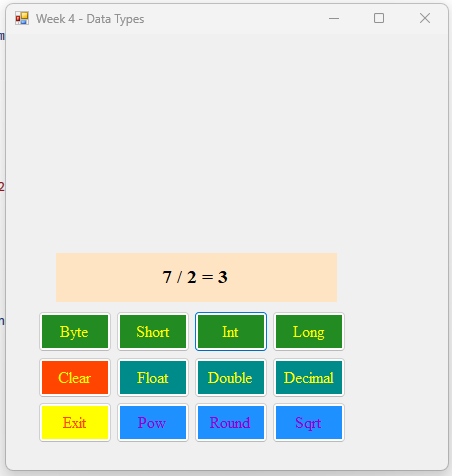 Week 4 - Data Types
m
2
7 / 2 = 3
n
Byte Short Int Long
Clear Float Double Decimal
Exit Pow Round Sqrt